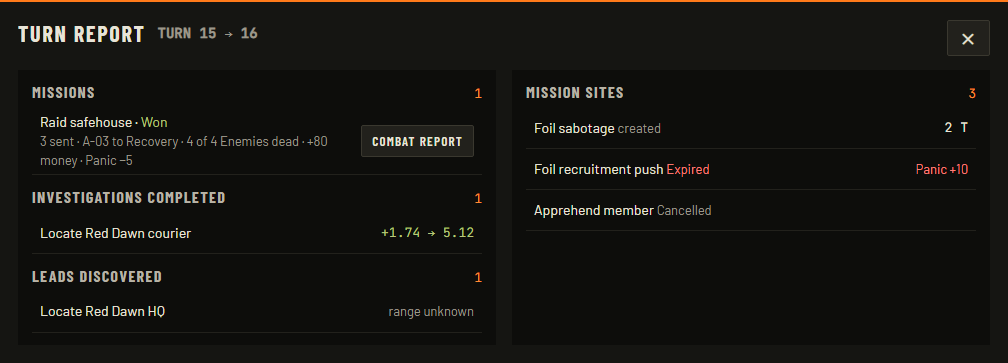 TURN REPORT TURN 15 → 16
×
MISSIONS 1
Raid safehouse · Won
3 sent · A-03 to Recovery · 4 of 4 Enemies dead · +80
money · Panic −5
COMBAT REPORT
INVESTIGATIONS COMPLETED 1
Locate Red Dawn courier +1.74 → 5.12
LEADS DISCOVERED 1
Locate Red Dawn HQ range unknown
MISSION SITES 3
Foil sabotage created 2 T
Foil recruitment push Expired Panic +10
Apprehend member Cancelled